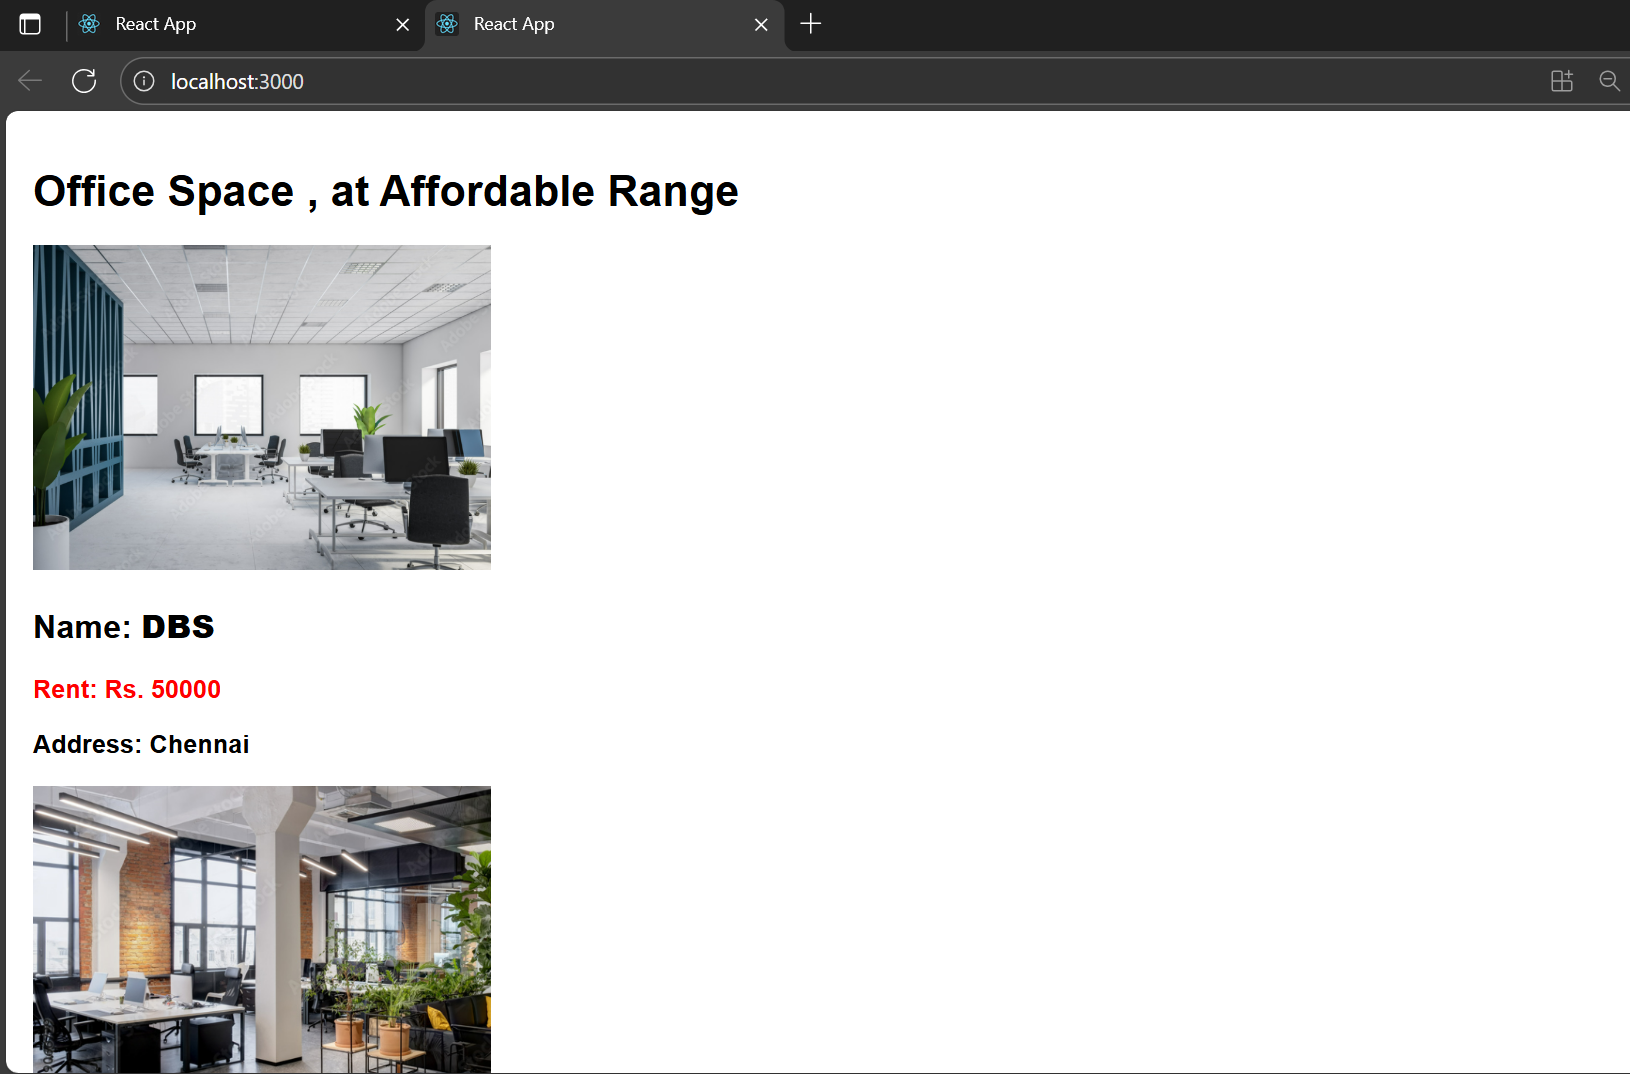 React App
React App
localhost:3000
Office Space , at Affordable Range
Name: DBS
Rent: Rs. 50000
Address: Chennai